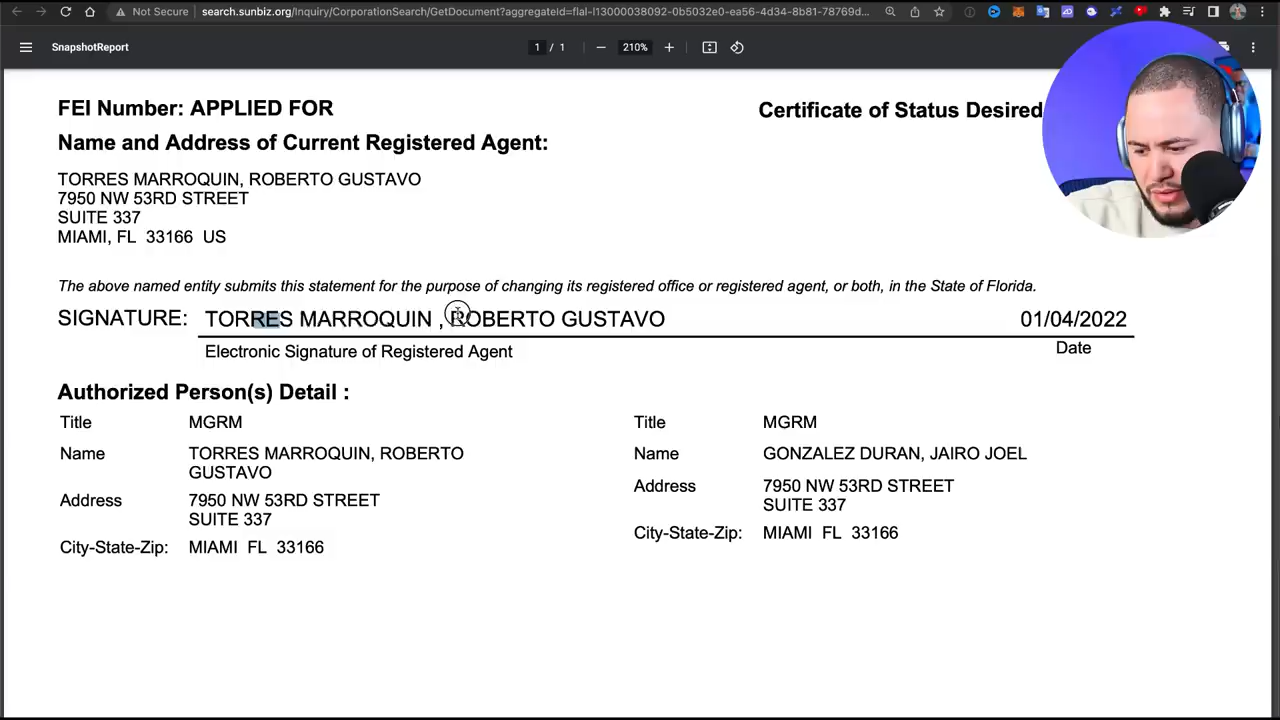 Not Secure search.sunbiz.org/Inquiry/CorporationSearch/GetDocument?aggregateId=flal-l13000038092-0b5032e0-ea56-4d34-8b81-78769d...
SnapshotReport 1 / 1 210%
FEI Number: APPLIED FOR Certificate of Status Desired
Name and Address of Current Registered Agent:
TORRES MARROQUIN, ROBERTO GUSTAVO
7950 NW 53RD STREET
SUITE 337
MIAMI, FL 33166 US
The above named entity submits this statement for the purpose of changing its registered office or registered agent, or both, in the State of Florida.
SIGNATURE: TORRES MARROQUIN , ROBERTO GUSTAVO 01/04/2022
Electronic Signature of Registered Agent Date
Authorized Person(s) Detail :
Title MGRM
Name TORRES MARROQUIN, ROBERTO
GUSTAVO
Address 7950 NW 53RD STREET
SUITE 337
City-State-Zip: MIAMI FL 33166
Title MGRM
Name GONZALEZ DURAN, JAIRO JOEL
Address 7950 NW 53RD STREET
SUITE 337
City-State-Zip: MIAMI FL 33166